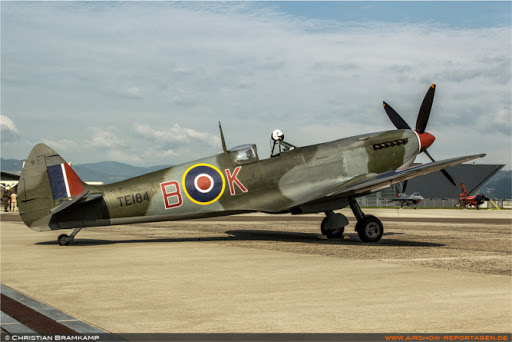 TE184 B K
© CHRISTIAN BRAMKAMP
WWW.AIRSHOW-REPORTAGEN.DE